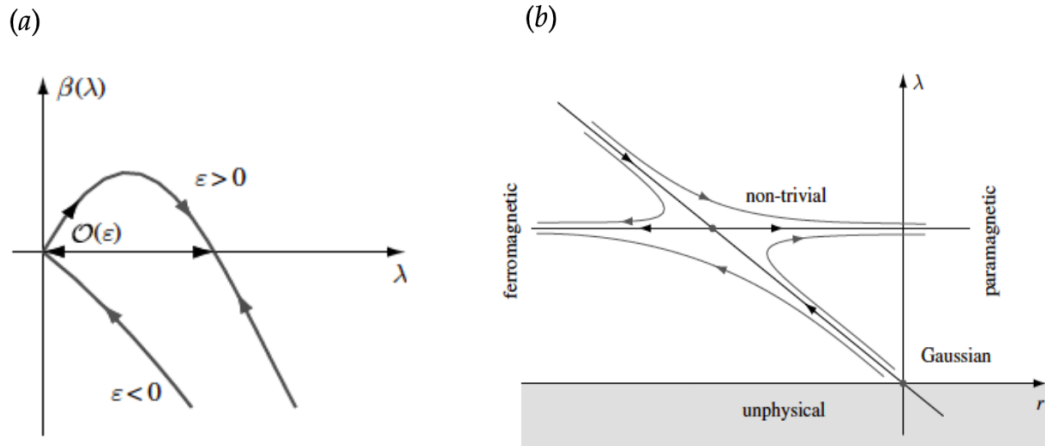 (a)
β(λ)
ε>0
𝒪(ε)
λ
ε<0
(b)
λ
non-trivial
ferromagnetic
paramagnetic
Gaussian
unphysical
r